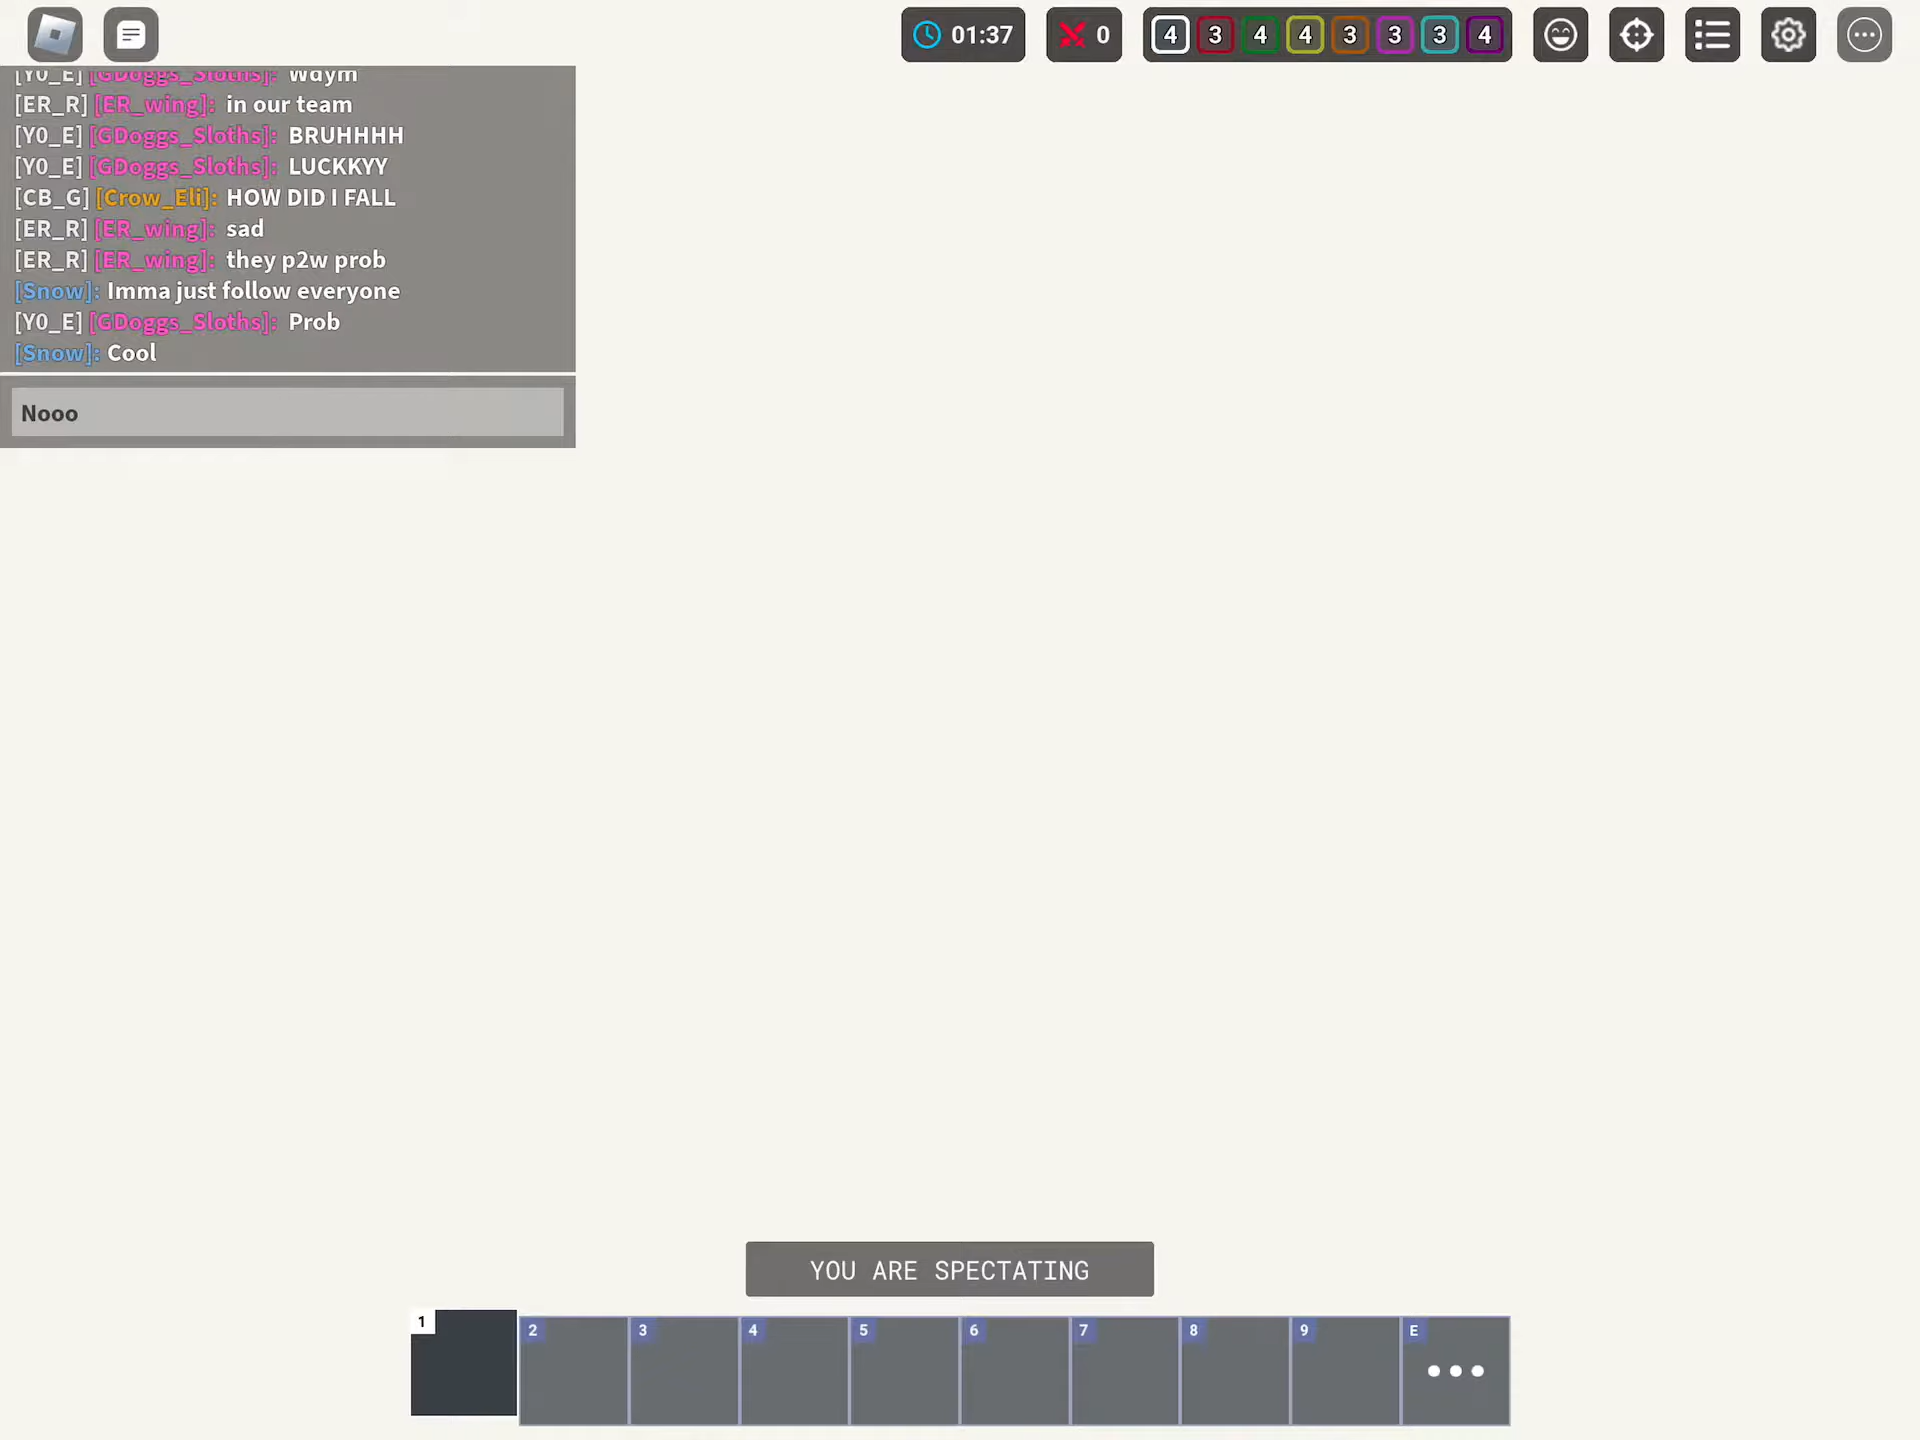 01:37
0
4 3 4 4 3 3 3 4
[Y0_E] [GDoggs_Sloths]: Wdym
[ER_R] [ER_wing]: in our team
[Y0_E] [GDoggs_Sloths]: BRUHHHH
[Y0_E] [GDoggs_Sloths]: LUCKKYY
[CB_G] [Crow_Eli]: HOW DID I FALL
[ER_R] [ER_wing]: sad
[ER_R] [ER_wing]: they p2w prob
[Snow]: Imma just follow everyone
[Y0_E] [GDoggs_Sloths]: Prob
[Snow]: Cool
Nooo
YOU ARE SPECTATING
1 2 3 4 5 6 7 8 9 E